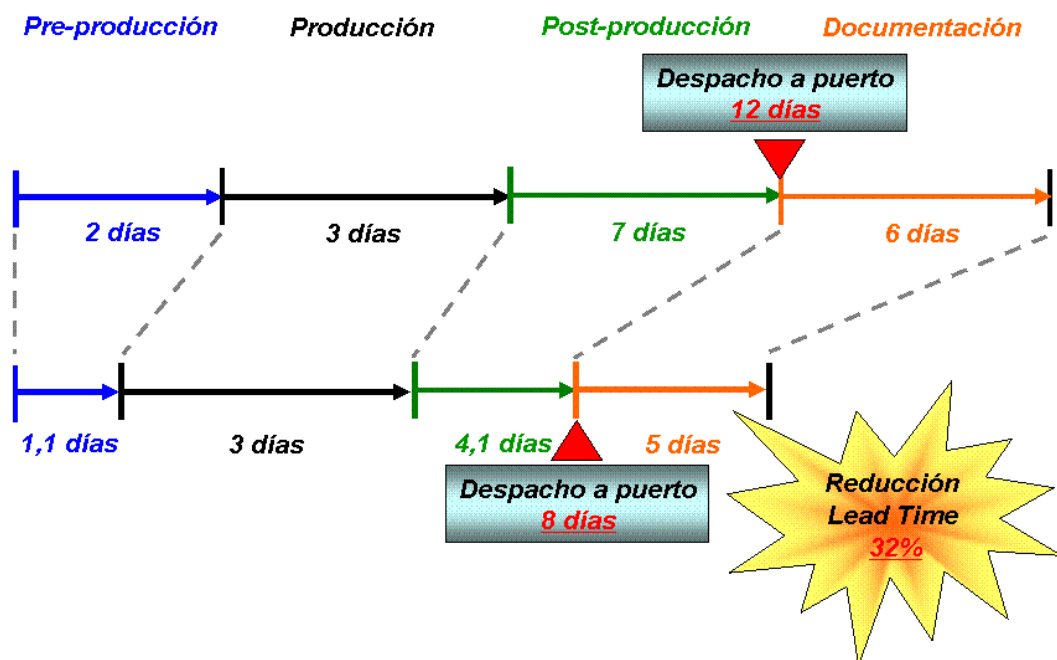 Pre-producción
Producción
Post-producción
Documentación
Despacho a puerto
12 días
2 días
3 días
7 días
6 días
1,1 días
3 días
4,1 días
5 días
Despacho a puerto
8 días
Reducción
Lead Time
32%